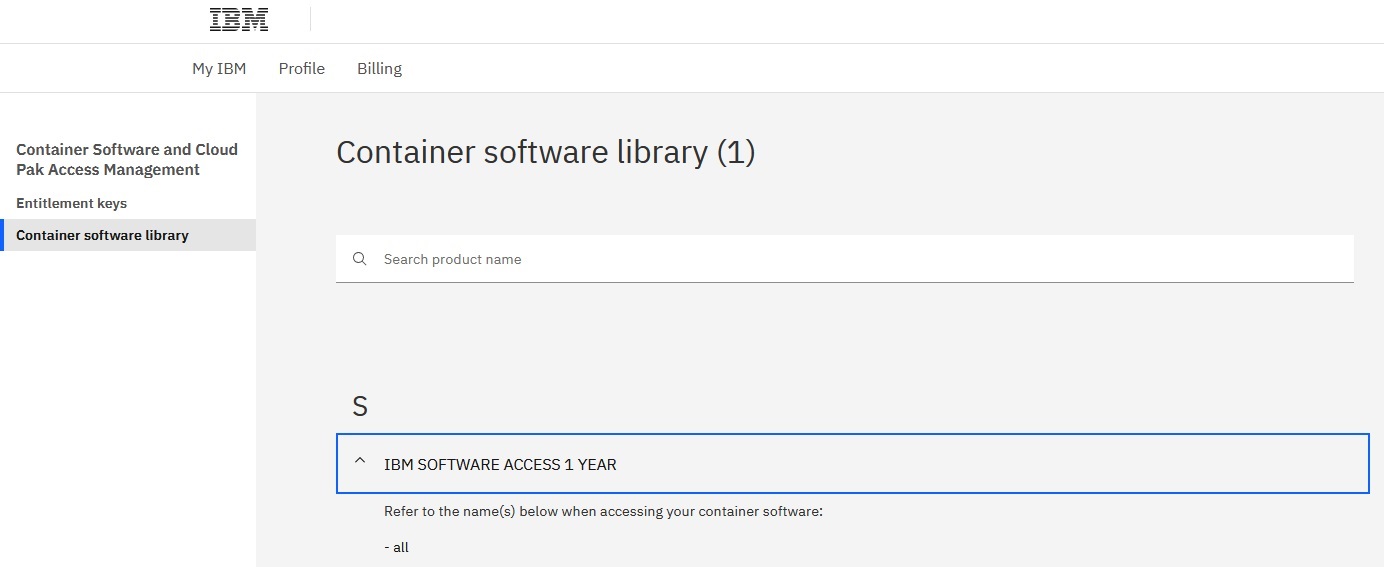 IBM
My IBM Profile Billing
Container Software and Cloud
Pak Access Management
Entitlement keys
Container software library
Container software library (1)
Search product name
S
IBM SOFTWARE ACCESS 1 YEAR
Refer to the name(s) below when accessing your container software:
- all